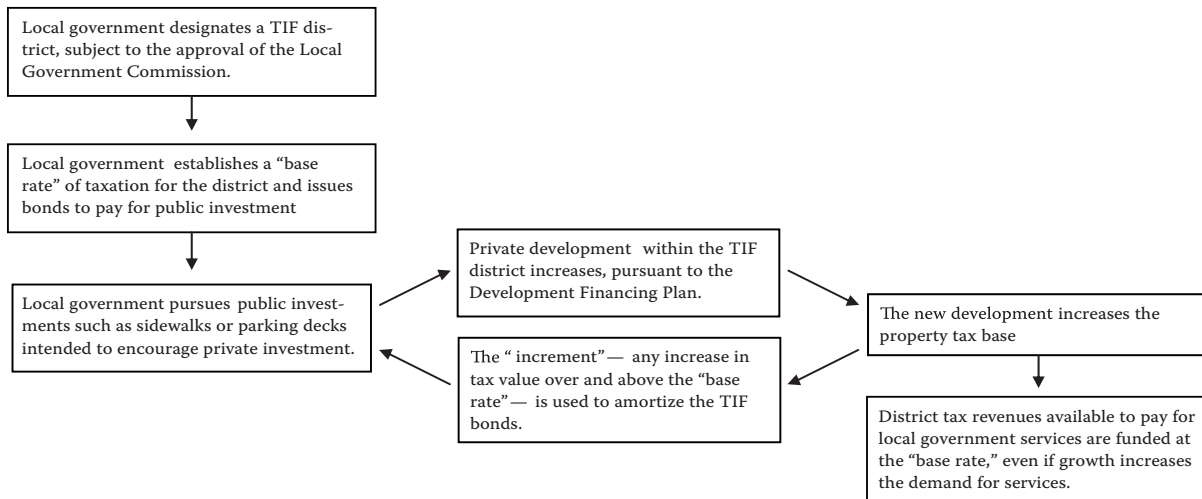 Local government designates a TIF dis-
trict, subject to the approval of the Local
Government Commission.
Local government establishes a “base
rate” of taxation for the district and issues
bonds to pay for public investment
Local government pursues public invest-
ments such as sidewalks or parking decks
intended to encourage private investment.
Private development within the TIF
district increases, pursuant to the
Development Financing Plan.
The new development increases the
property tax base
The “ increment”— any increase in
tax value over and above the “base
rate”— is used to amortize the TIF
bonds.
District tax revenues available to pay for
local government services are funded at
the “base rate,” even if growth increases
the demand for services.